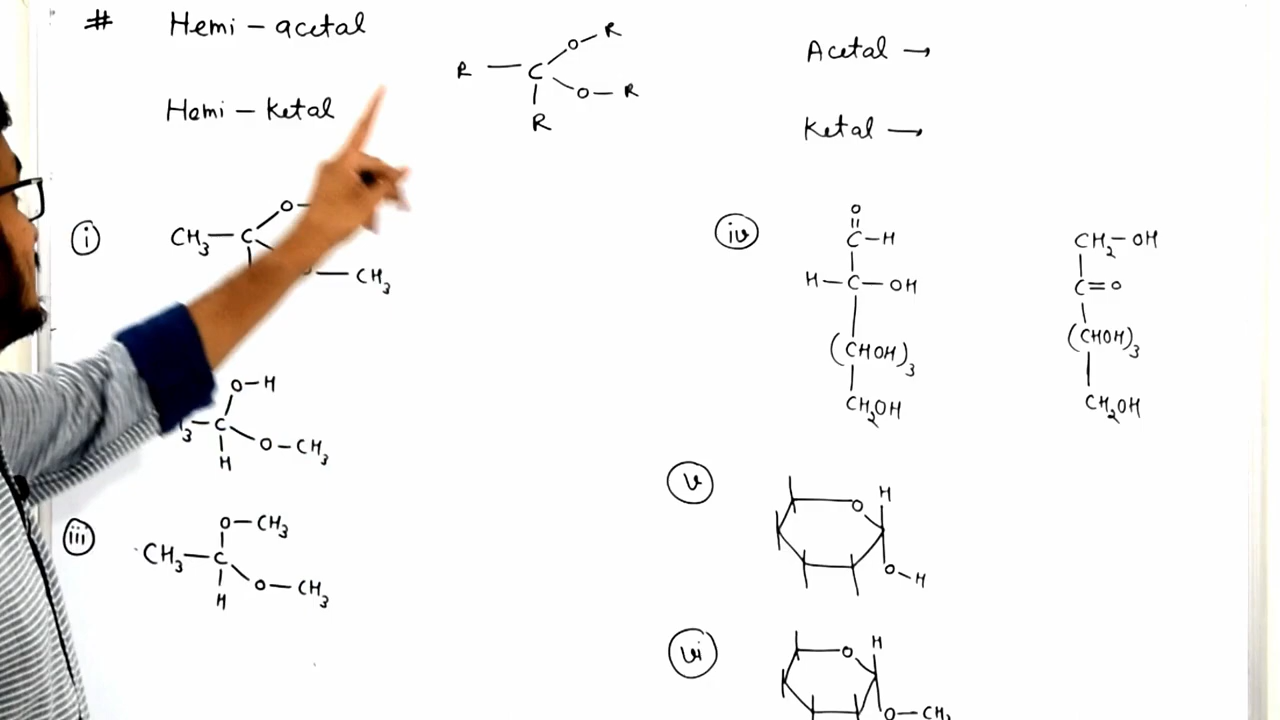 # Hemi - acetal
Hemi - Ketal
R - C - O - R
O - R
R
Acetal →
Ketal →
(i)
CH₃ - C - O -
- CH₃
O - H
₃ - C - O - CH₃
H
(iii)
O - CH₃
CH₃ - C - O - CH₃
H
(iv)
O
C - H
H - C - OH
(CHOH)₃
CH₂OH
CH₂ - OH
C = O
(CHOH)₃
CH₂OH
(v)
O H
O - H
(vi)
O H
O - CH₃